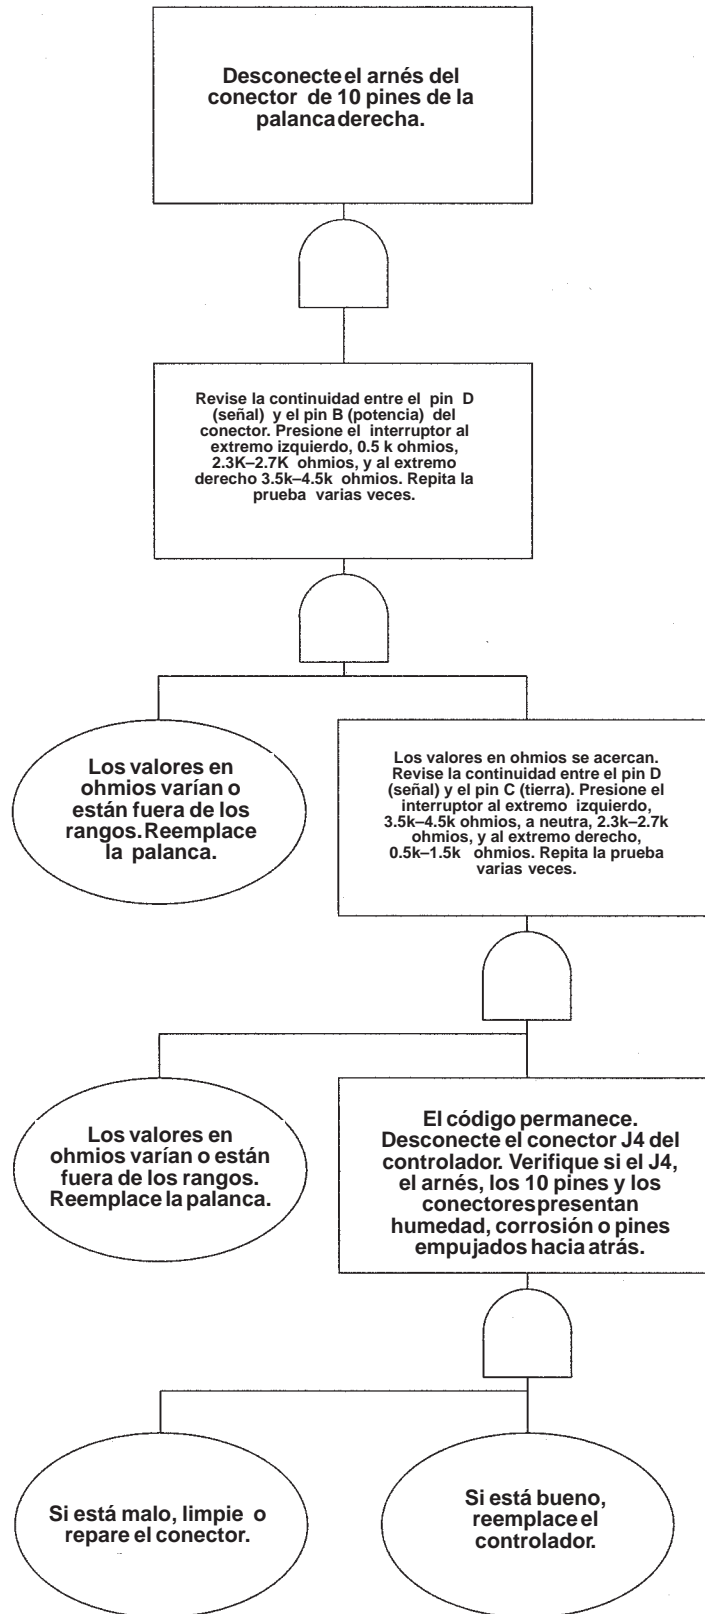 Desconecte el arnés del
conector de 10 pines de la
palanca derecha.
Revise la continuidad entre el pin D
(señal) y el pin B (potencia) del
conector. Presione el interruptor al
extremo izquierdo, 0.5 k ohmios,
2.3K–2.7K ohmios, y al extremo
derecho 3.5k–4.5k ohmios. Repita la
prueba varias veces.
Los valores en
ohmios varían o
están fuera de los
rangos. Reemplace
la palanca.
Los valores en ohmios se acercan.
Revise la continuidad entre el pin D
(señal) y el pin C (tierra). Presione el
interruptor al extremo izquierdo,
3.5k–4.5k ohmios, a neutra, 2.3k–2.7k
ohmios, y al extremo derecho,
0.5k–1.5k ohmios. Repita la prueba
varias veces.
Los valores en
ohmios varían o están
fuera de los rangos.
Reemplace la palanca.
El código permanece.
Desconecte el conector J4 del
controlador. Verifique si el J4,
el arnés, los 10 pines y los
conectores presentan
humedad, corrosión o pines
empujados hacia atrás.
Si está malo, limpie o
repare el conector.
Si está bueno,
reemplace el
controlador.